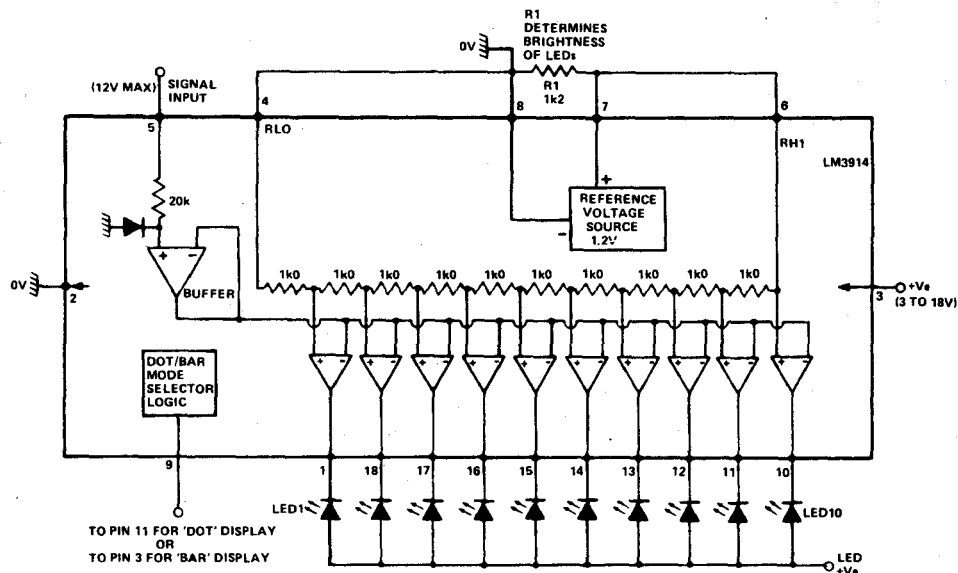 R1
DETERMINES
BRIGHTNESS
OF LEDs
0V
R1
1k2
(12V MAX)
SIGNAL
INPUT
4
8
7
6
5
RLO
RH1
LM3914
20k
+
REFERENCE
VOLTAGE
SOURCE
1.2V
−
+ −
BUFFER
1k0 1k0 1k0 1k0 1k0 1k0 1k0 1k0 1k0 1k0
0V
2
3
+Ve
(3 TO 18V)
+ − + − + − + − + − + − + − + − + − + −
DOT/BAR
MODE
SELECTOR
LOGIC
9
1 18 17 16 15 14 13 12 11 10
LED1
LED10
TO PIN 11 FOR 'DOT' DISPLAY
OR
TO PIN 3 FOR 'BAR' DISPLAY
LED
+Ve